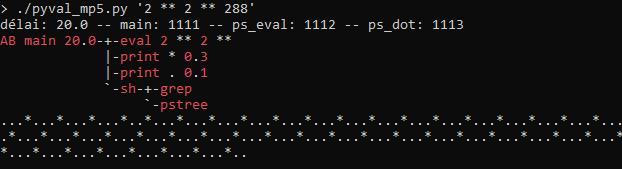 > ./pyval_mp5.py '2 ** 2 ** 288'
délai: 20.0 -- main: 1111 -- ps_eval: 1112 -- ps_dot: 1113
AB main 20.0-+-eval 2 ** 2 **
             |-print * 0.3
             |-print . 0.1
             `-sh-+-grep
                  `-pstree
...*...*...*...*...*...*...*...*...*...*...*...*...*...*...*...*...*...*...*...
.*...*...*...*...*...*...*...*...*...*...*...*...*...*...*...*...*...*...*...*
*...*...*...*...*...*...*...*..